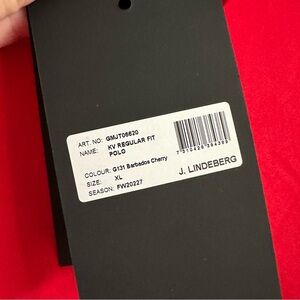 ART. NO: GMJT06620
NAME: KV REGULAR FIT
POLO
COLOUR: G131 Barbados Cherry
SIZE: XL
SEASON: FW20227
J. LINDEBERG